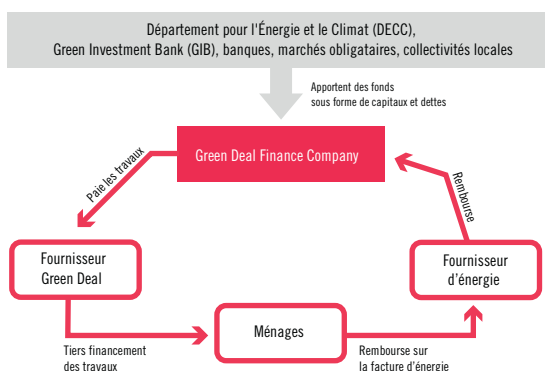 Département pour l'Énergie et le Climat (DECC),
Green Investment Bank (GIB), banques, marchés obligataires, collectivités locales
Apportent des fonds
sous forme de capitaux et dettes
Green Deal Finance Company
Paie les travaux
Rembourse
Fournisseur
Green Deal
Fournisseur
d'énergie
Ménages
Tiers financement
des travaux
Rembourse sur
la facture d'énergie